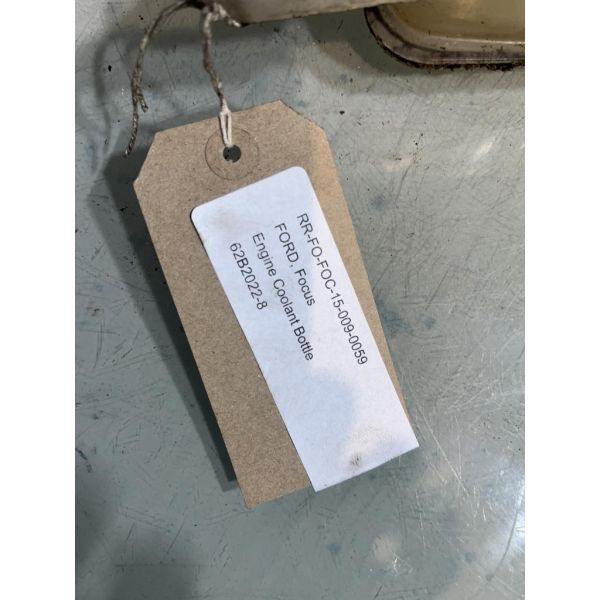 RR-FO-FOC-15-009-0059
FORD, Focus
Engine Coolant Bottle
62B2022-8